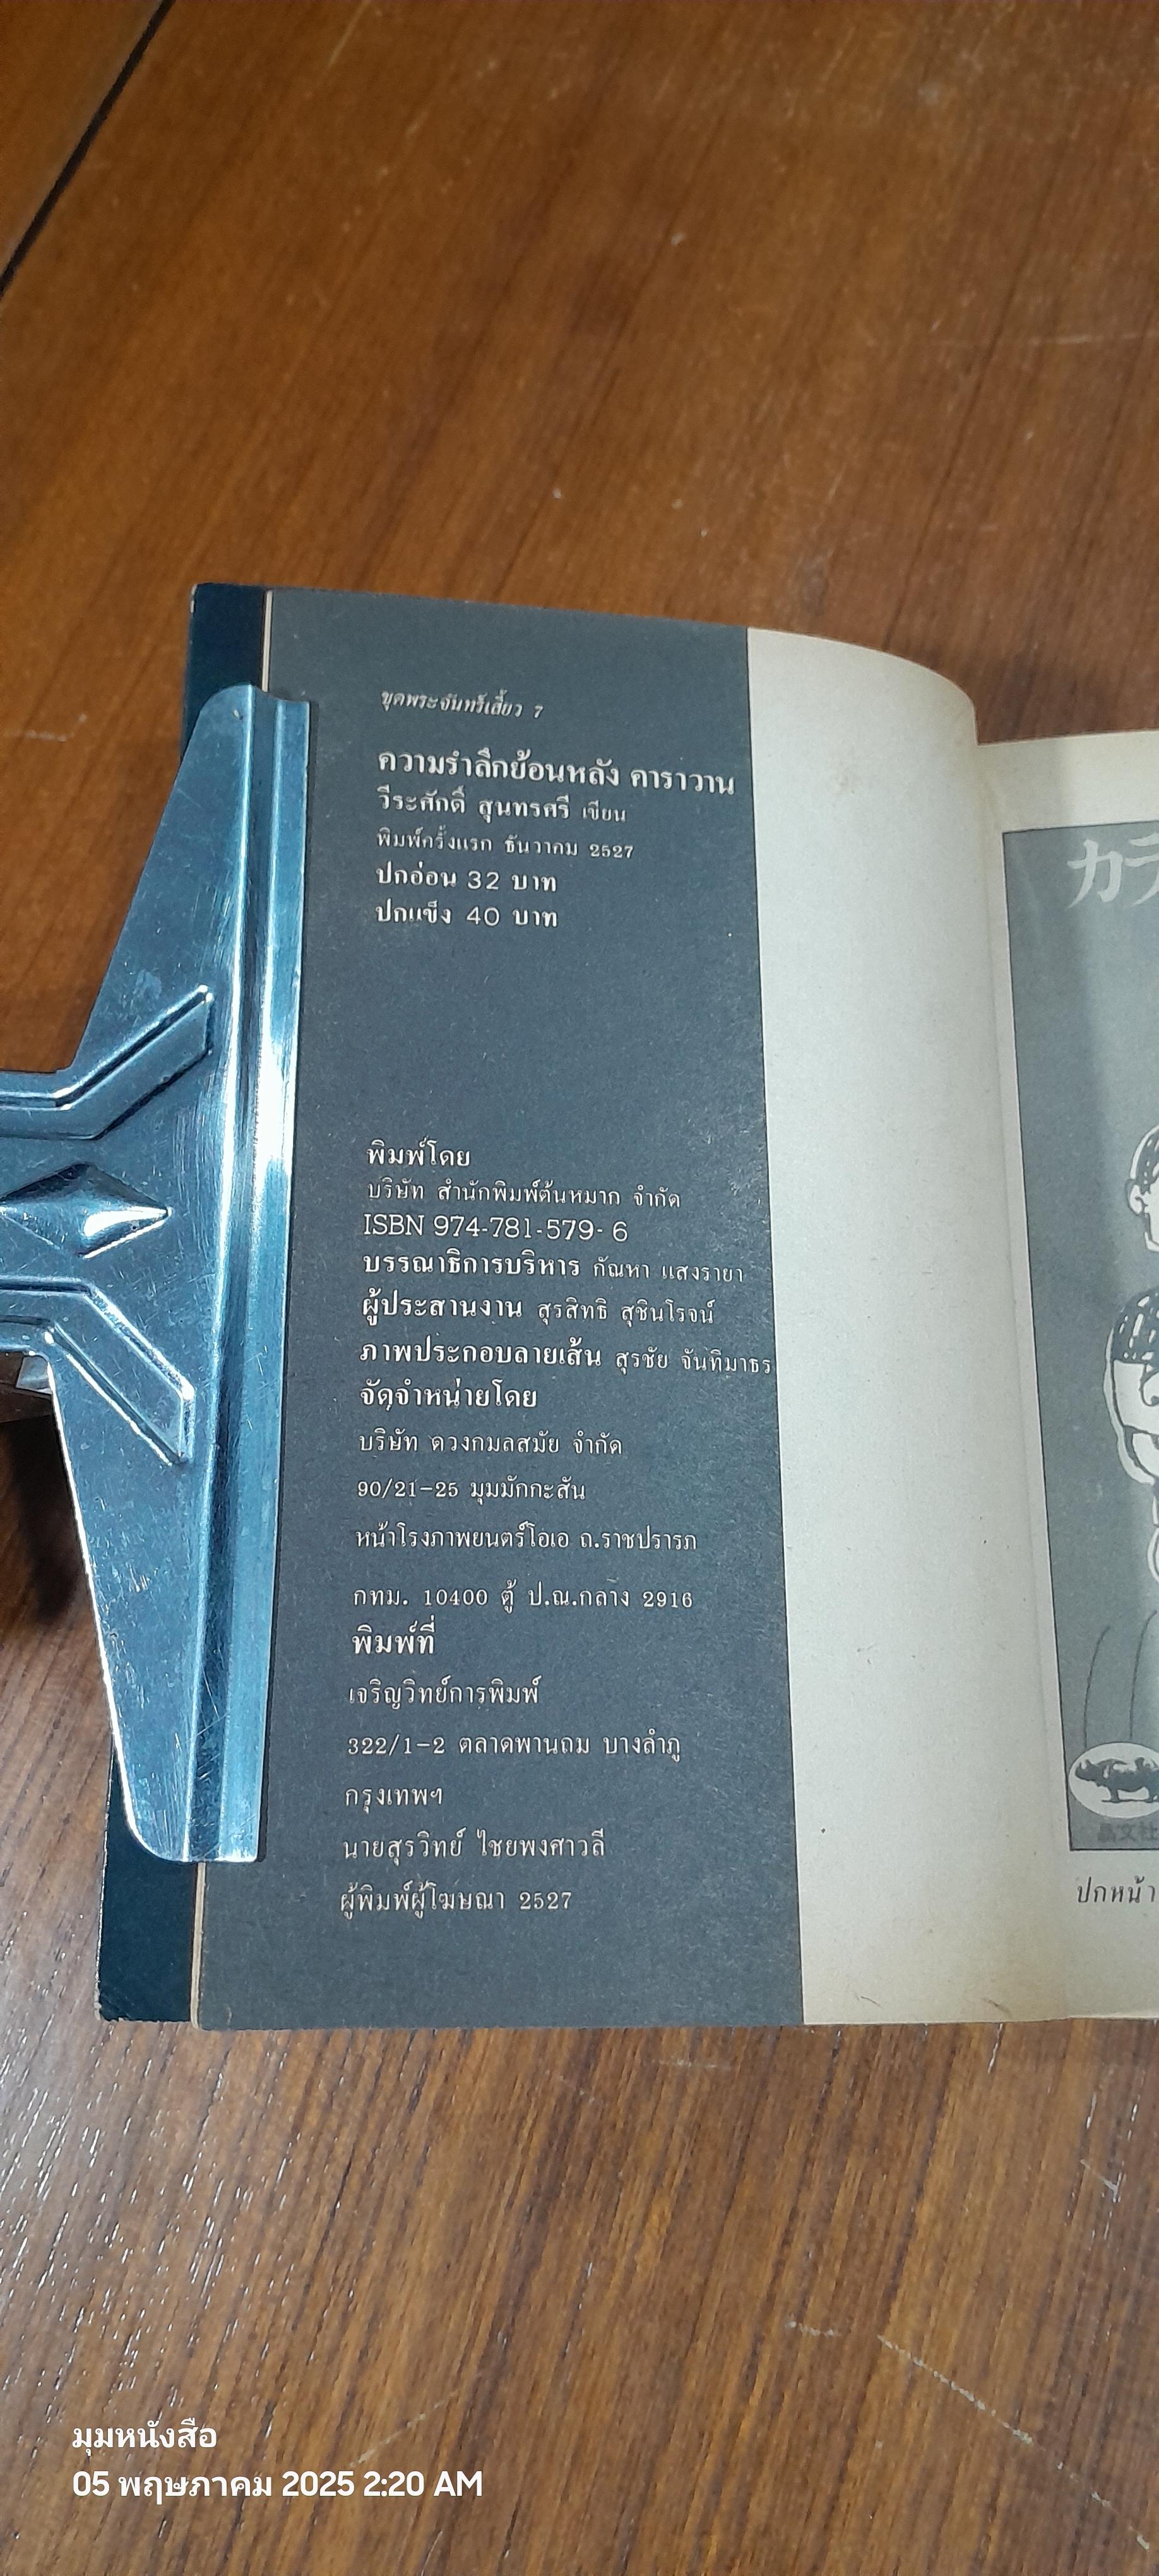 ชุดพระจันทร์เสี้ยว 7
ความรำลึกย้อนหลัง คาราวาน
วีระศักดิ์ สุนทรศรี เขียน
พิมพ์ครั้งแรก ธันวาคม 2527
ปกอ่อน 32 บาท
ปกแข็ง 40 บาท
พิมพ์โดย
บริษัท สำนักพิมพ์ต้นหมาก จำกัด
ISBN 974-781-579-6
บรรณาธิการบริหาร กัณหา แสงรายา
ผู้ประสานงาน สุรสิทธิ สุชินโรจน์
ภาพประกอบลายเส้น สุรชัย จันทิมาธร
จัดจำหน่ายโดย
บริษัท ดวงกมลสมัย จำกัด
90/21-25 มุมมักกะสัน
หน้าโรงภาพยนตร์โอเอ ถ.ราชปรารภ
กทม. 10400 ตู้ ป.ณ.กลาง 2916
พิมพ์ที่
เจริญวิทย์การพิมพ์
322/1-2 ตลาดพานถม บางลำภู
กรุงเทพฯ
นายสุรวิทย์ ไชยพงศาวลี
ผู้พิมพ์ผู้โฆษณา 2527
カラ
晶文社
ปกหน้า
มุมหนังสือ
05 พฤษภาคม 2025 2:20 AM